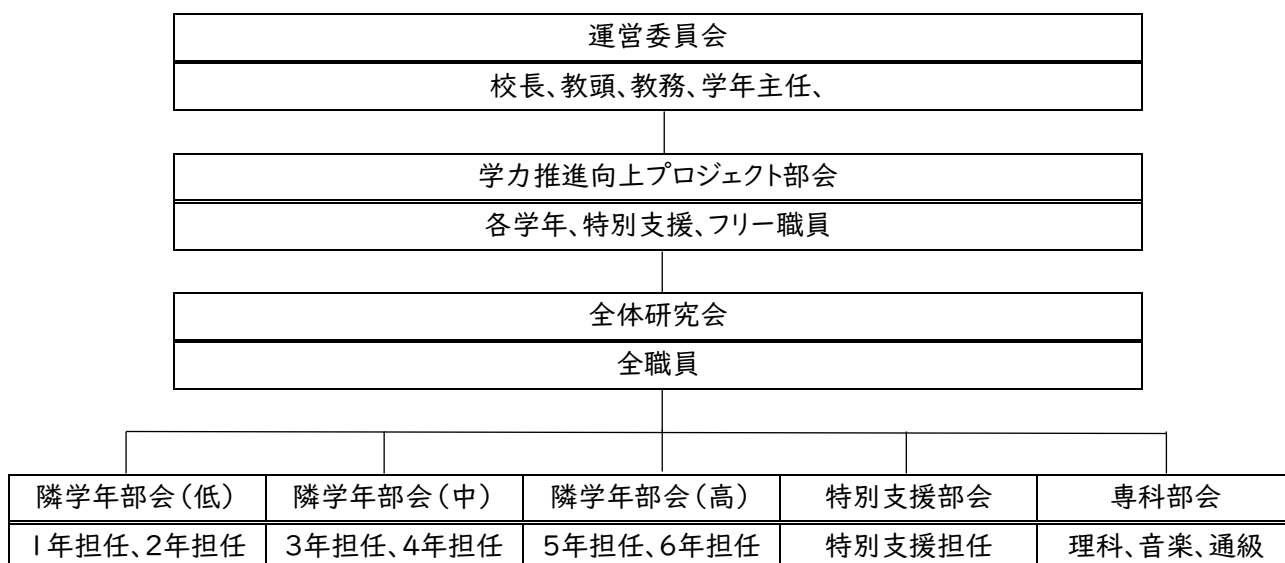 運営委員会
校長、教頭、教務、学年主任、
学力推進向上プロジェクト部会
各学年、特別支援、フリー職員
全体研究会
全職員
隣学年部会（低） 隣学年部会（中） 隣学年部会（高） 特別支援部会 専科部会
1年担任、2年担任 3年担任、4年担任 5年担任、6年担任 特別支援担任 理科、音楽、通級